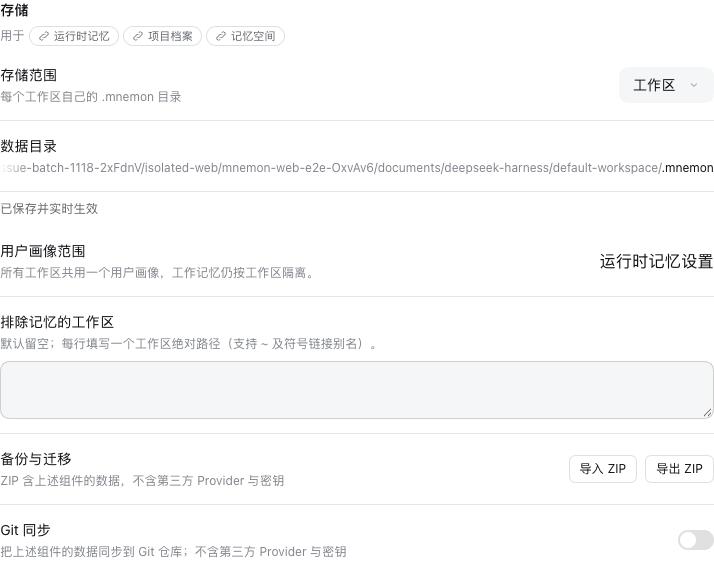 存储
用于 运行时记忆 项目档案 记忆空间
存储范围
每个工作区自己的 .mnemon 目录
工作区
数据目录
sue-batch-1118-2xFdnV/isolated-web/mnemon-web-e2e-OxvAv6/documents/deepseek-harness/default-workspace/.mnemon
已保存并实时生效
用户画像范围
所有工作区共用一个用户画像，工作记忆仍按工作区隔离。
运行时记忆设置
排除记忆的工作区
默认留空；每行填写一个工作区绝对路径（支持 ~ 及符号链接别名）。
备份与迁移
ZIP 含上述组件的数据，不含第三方 Provider 与密钥
导入 ZIP 导出 ZIP
Git 同步
把上述组件的数据同步到 Git 仓库；不含第三方 Provider 与密钥